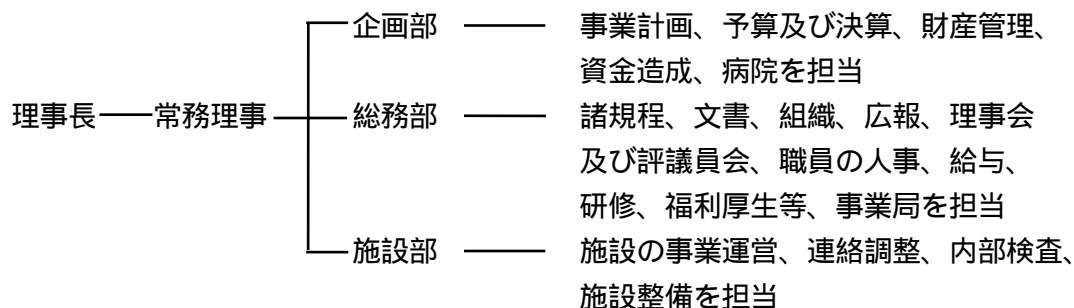 企画部 事業計画、予算及び決算、財産管理、
資金造成、病院を担当
理事長 常務理事 総務部 諸規程、文書、組織、広報、理事会
及び評議員会、職員の人事、給与、
研修、福利厚生等、事業局を担当
施設部 施設の事業運営、連絡調整、内部検査、
施設整備を担当